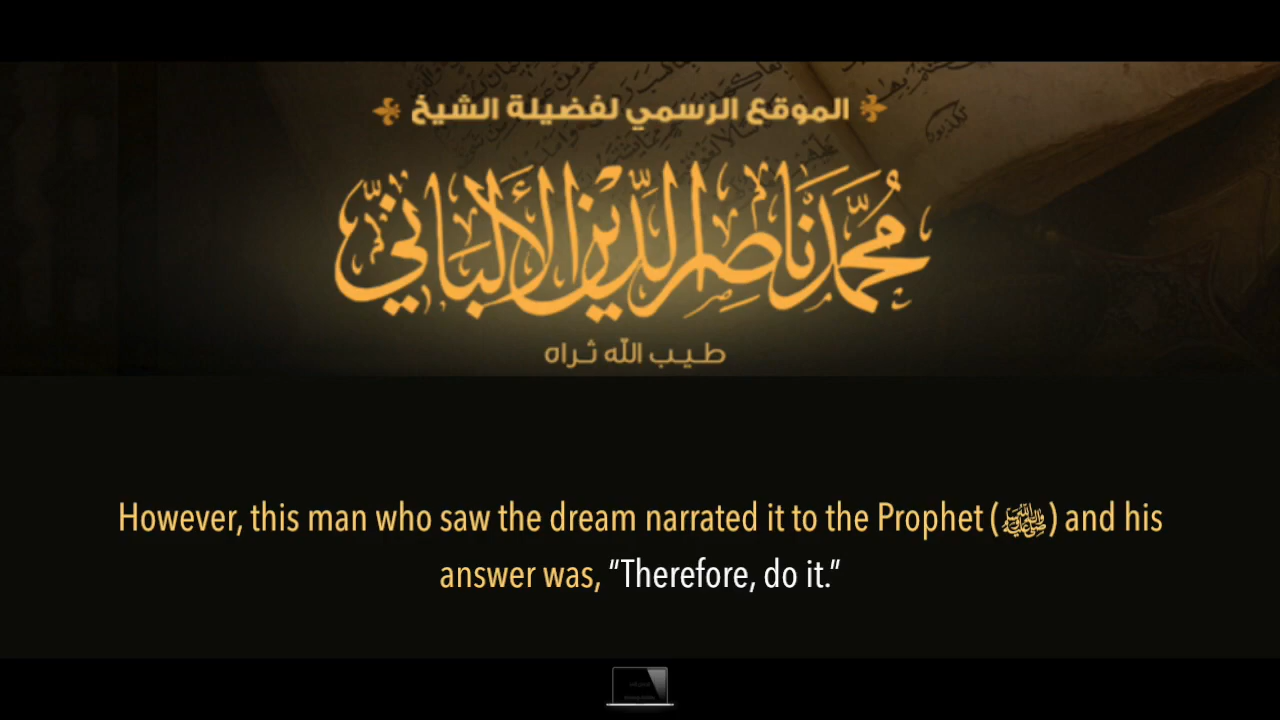 الموقع الرسمي لفضيلة الشيخ
محمد ناصر الدين الألباني
طيب الله ثراه
However, this man who saw the dream narrated it to the Prophet (ﷺ) and his
answer was, “Therefore, do it.”